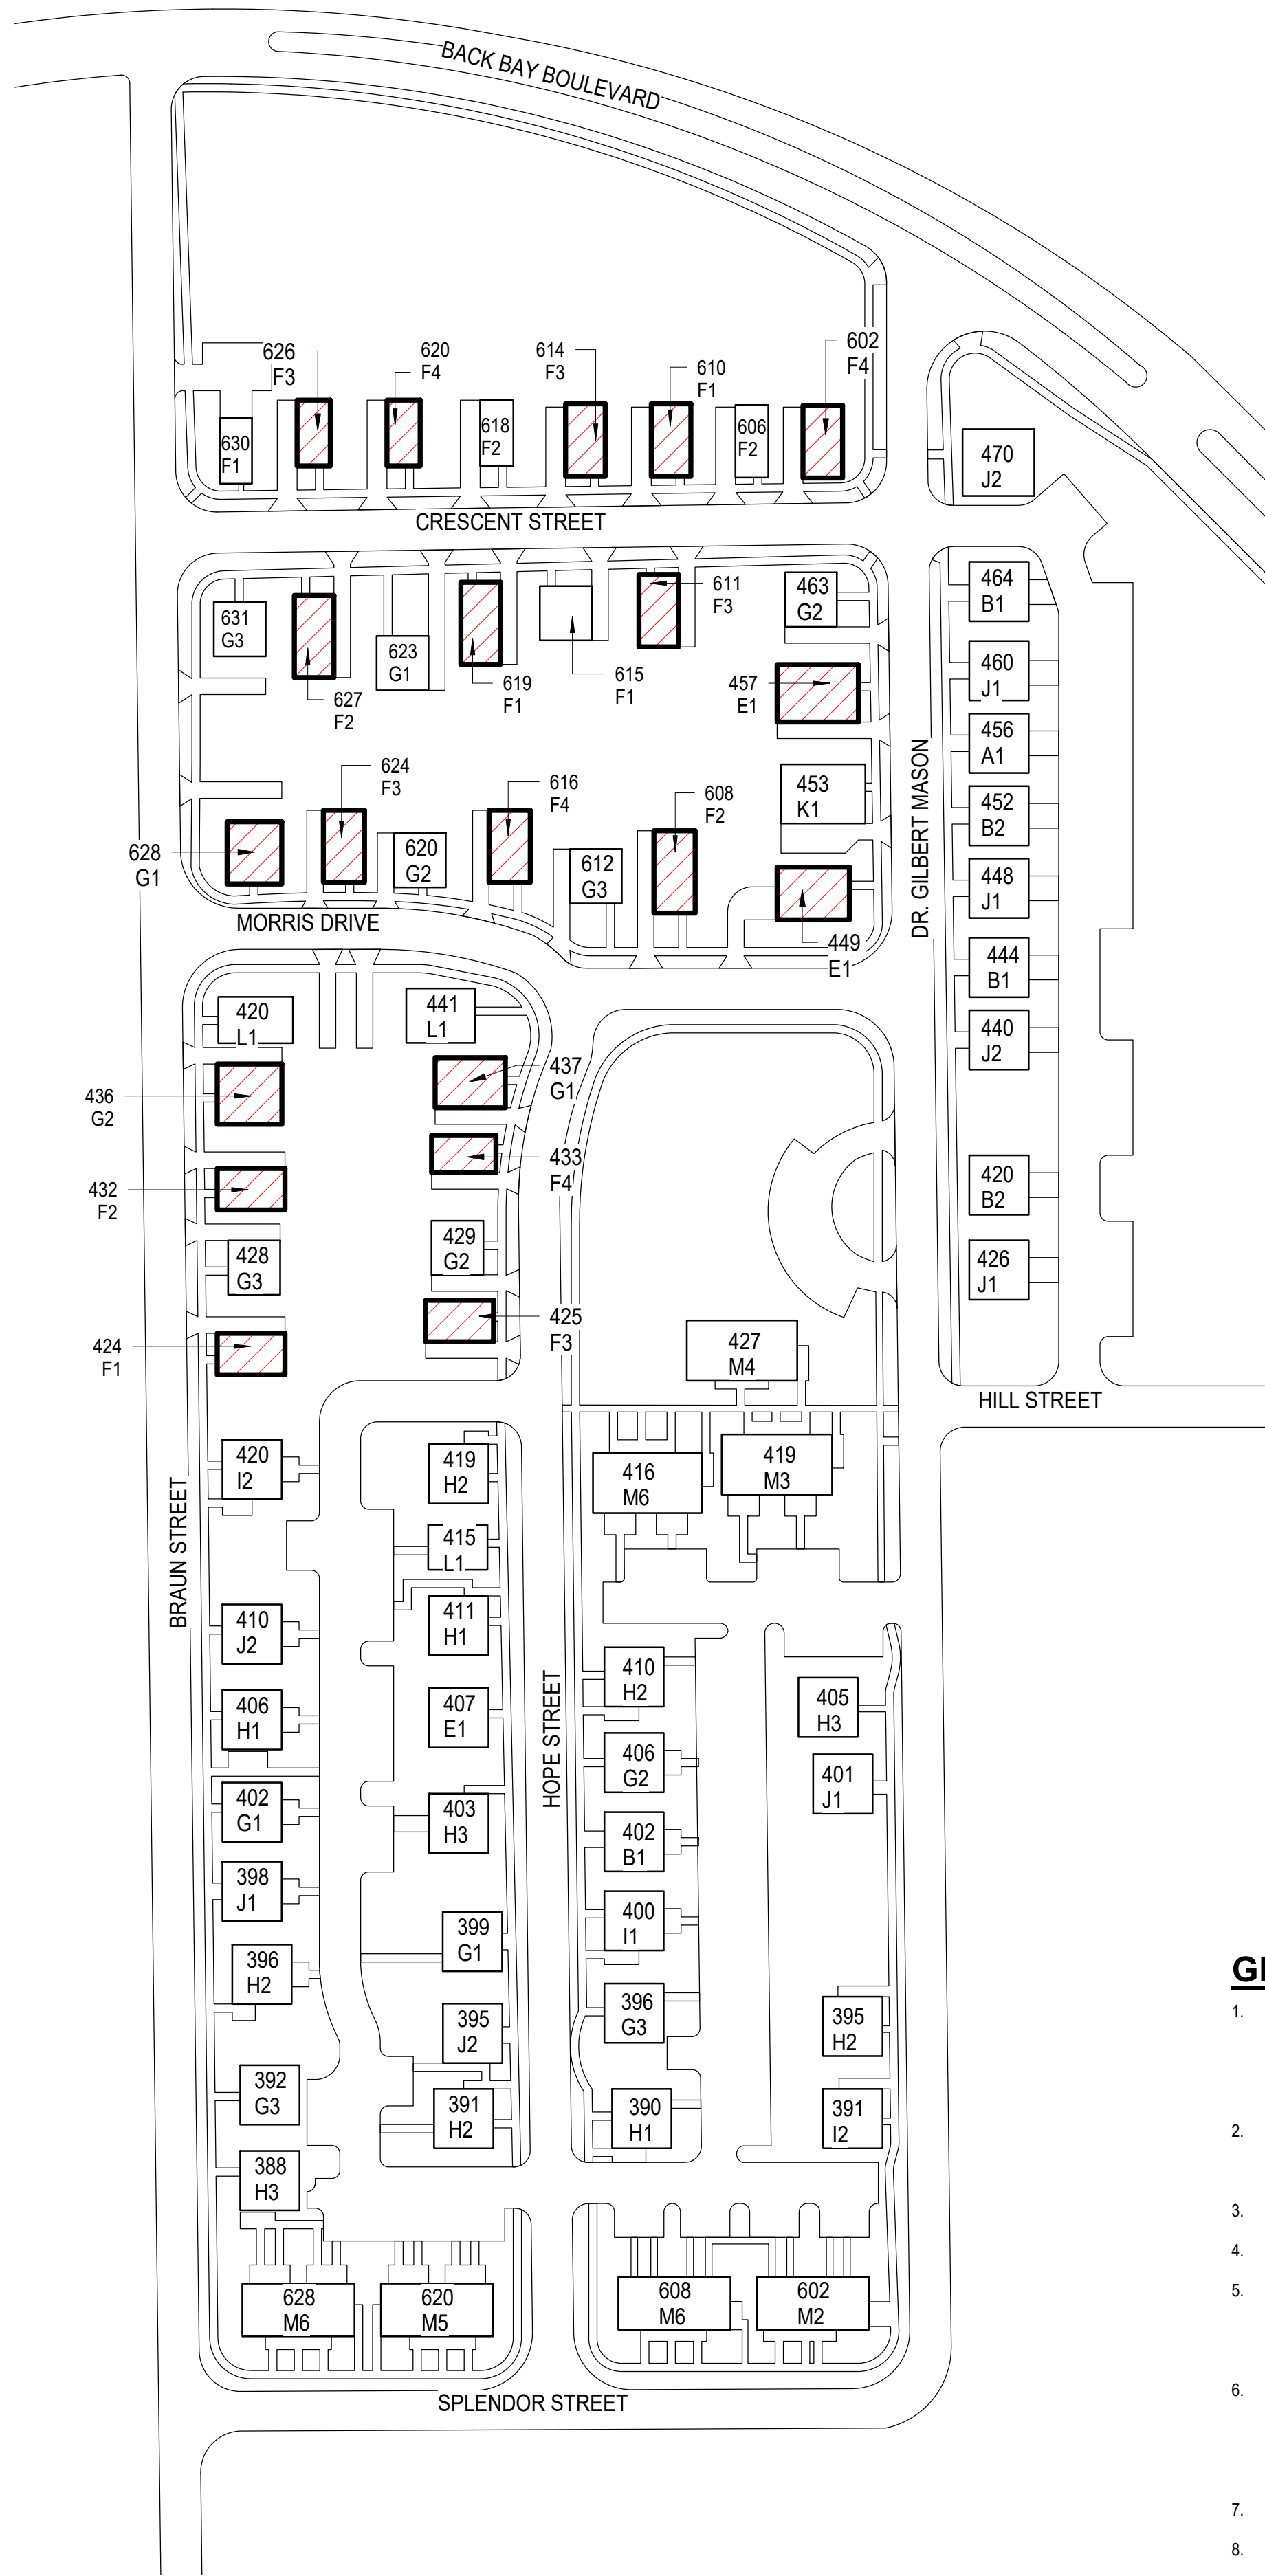 BACK BAY BOULEVARD
626
F3
620
F4
614
F3
610
F1
602
F4
630
F1
618
F2
606
F2
470
J2
CRESCENT STREET
631
G3
627
F2
623
G1
619
F1
615
F1
611
F3
463
G2
457
E1
464
B1
460
J1
456
A1
452
B2
448
J1
444
B1
440
J2
420
B2
426
J1
DR. GILBERT MASON
453
K1
449
E1
628
G1
624
F3
620
G2
616
F4
612
G3
608
F2
MORRIS DRIVE
420
L1
441
L1
436
G2
437
G1
432
F2
433
F4
428
G3
429
G2
424
F1
425
F3
427
M4
HILL STREET
BRAUN STREET
420
I2
419
H2
416
M6
419
M3
415
L1
410
J2
411
H1
406
H1
407
E1
402
G1
403
H3
398
J1
399
G1
396
H2
395
J2
392
G3
391
H2
388
H3
HOPE STREET
410
H2
405
H3
406
G2
401
J1
402
B1
400
I1
396
G3
395
H2
390
H1
391
I2
628
M6
620
M5
608
M6
602
M2
SPLENDOR STREET
1.
2.
3.
4.
5.
6.
7.
8.